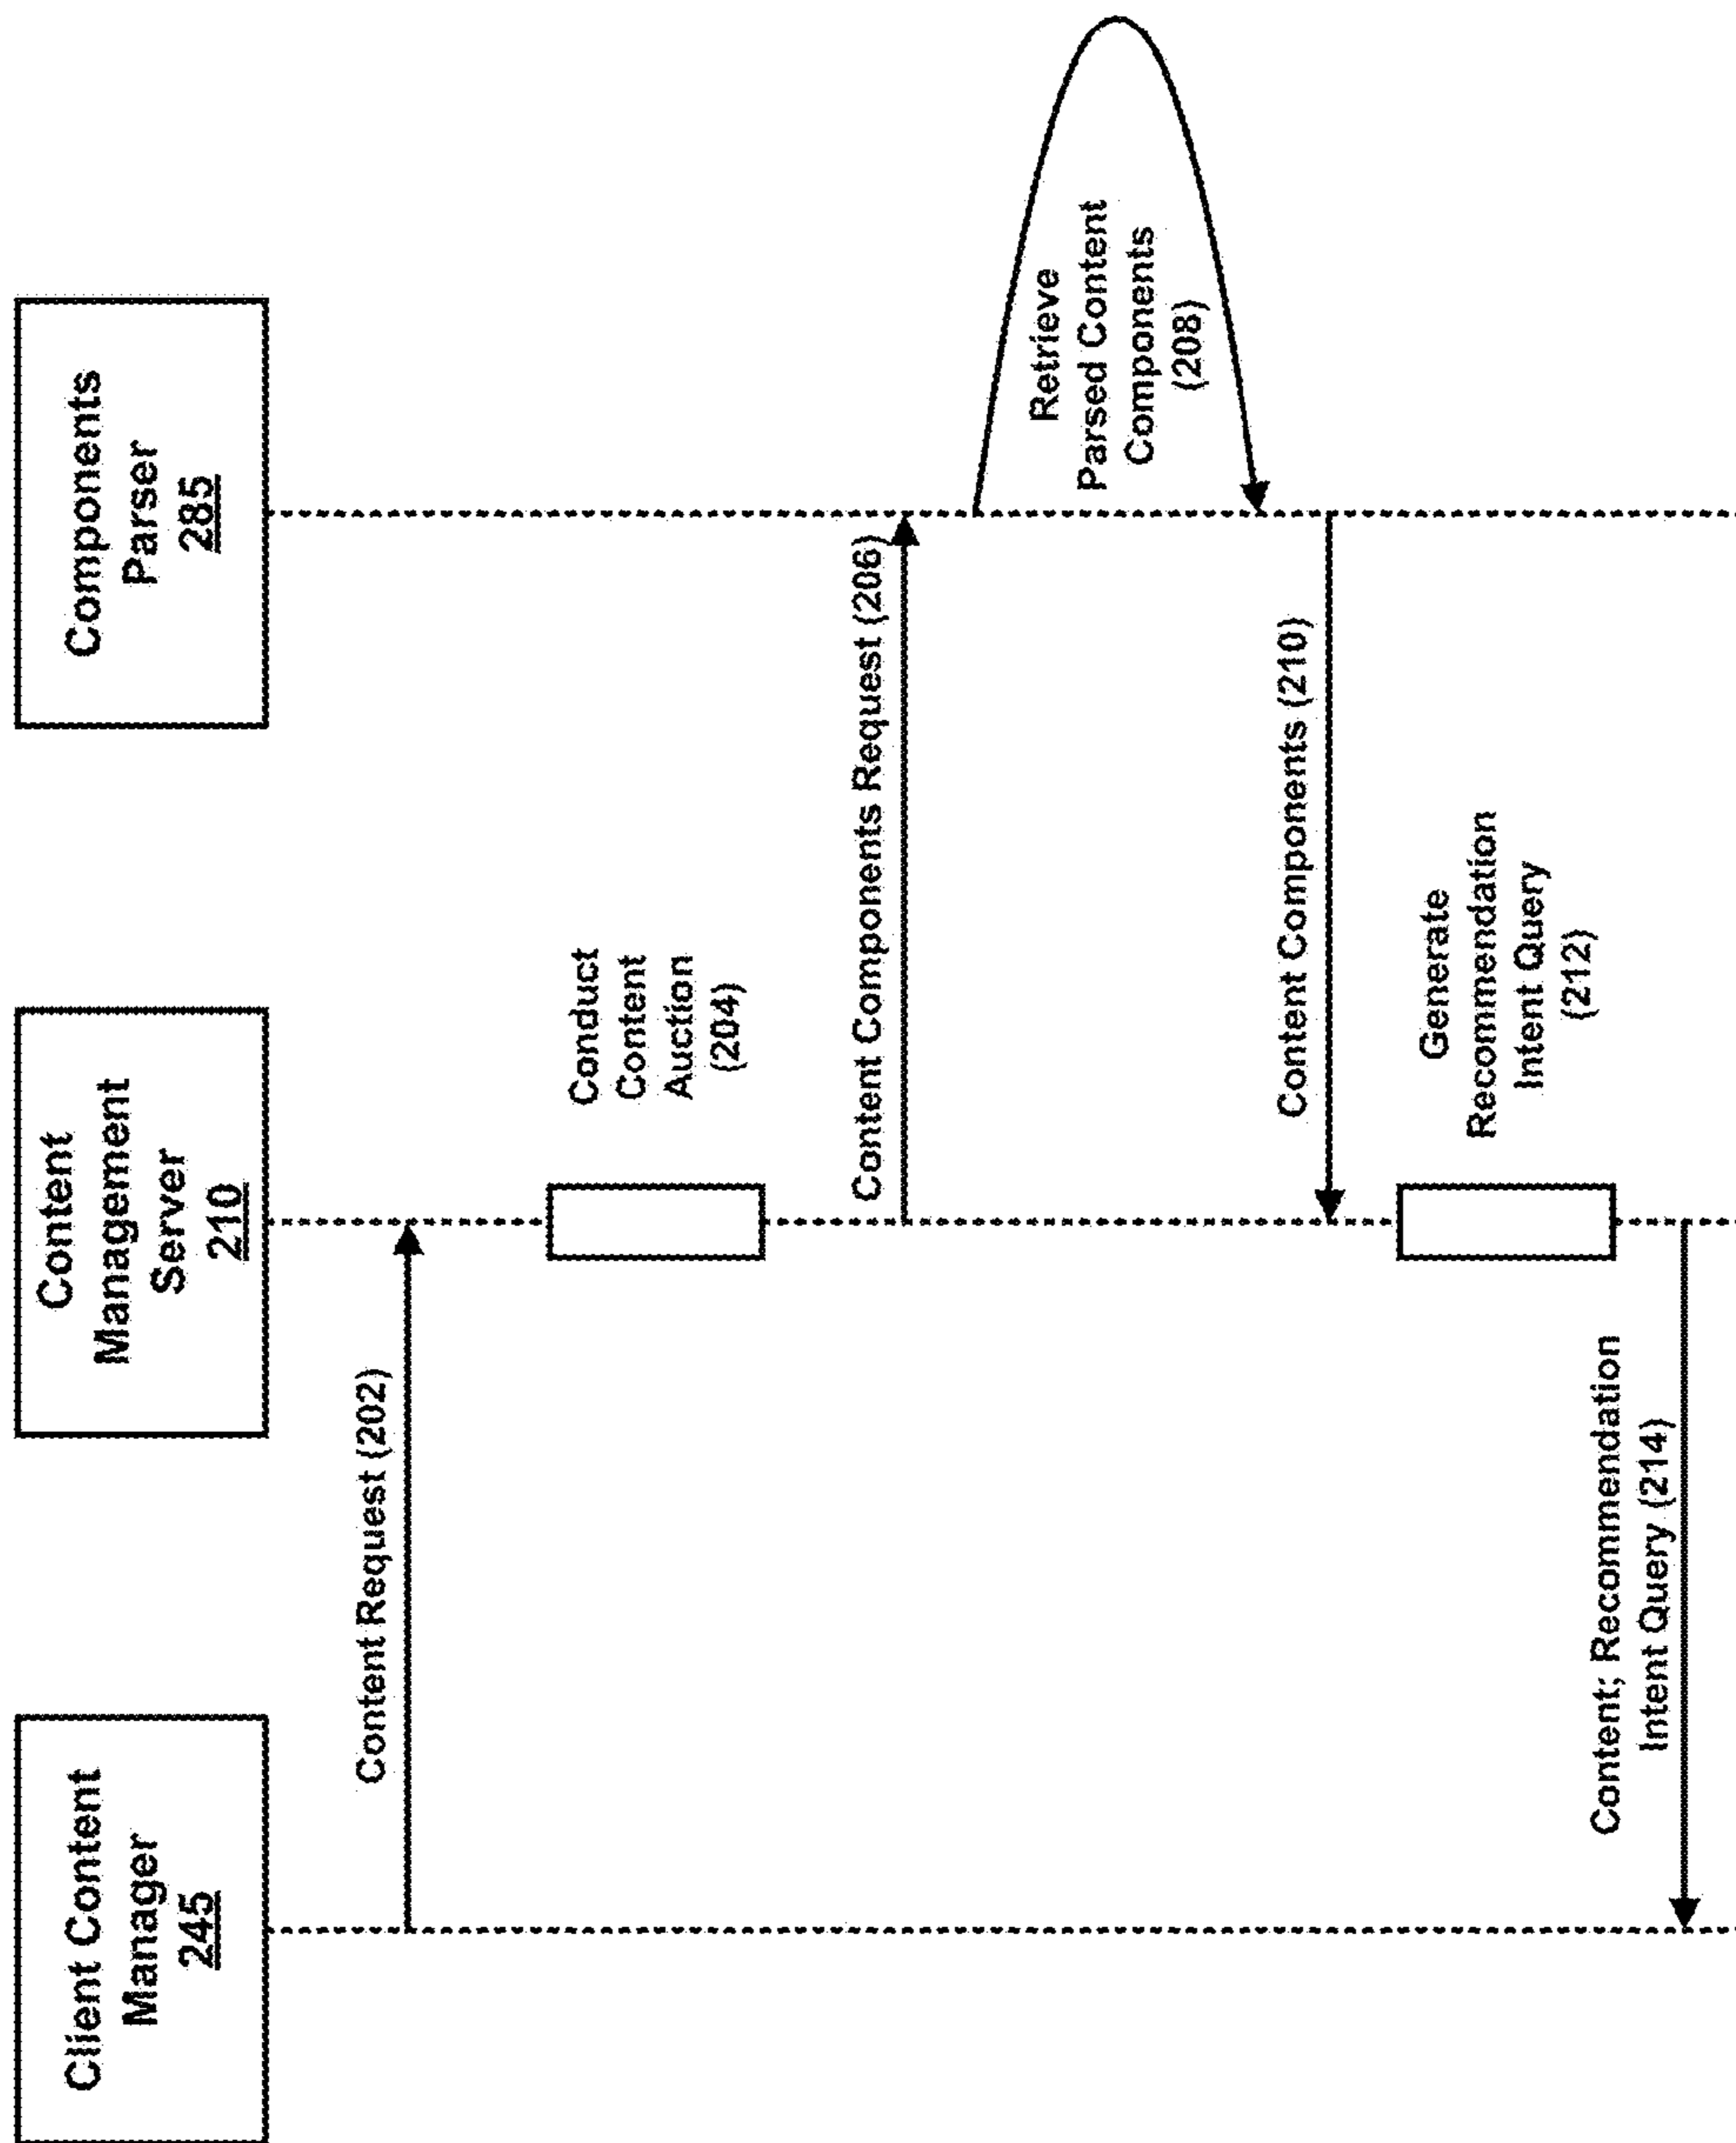 Client Content
Manager
245
Content
Management
Server
210
Components
Parser
285
Content Request (202)
Conduct
Content
Auction
(204)
Content Components Request (206)
Retrieve
Parsed Content
Components
(208)
Content Components (210)
Generate
Recommendation
Intent Query
(212)
Content; Recommendation
Intent Query (214)